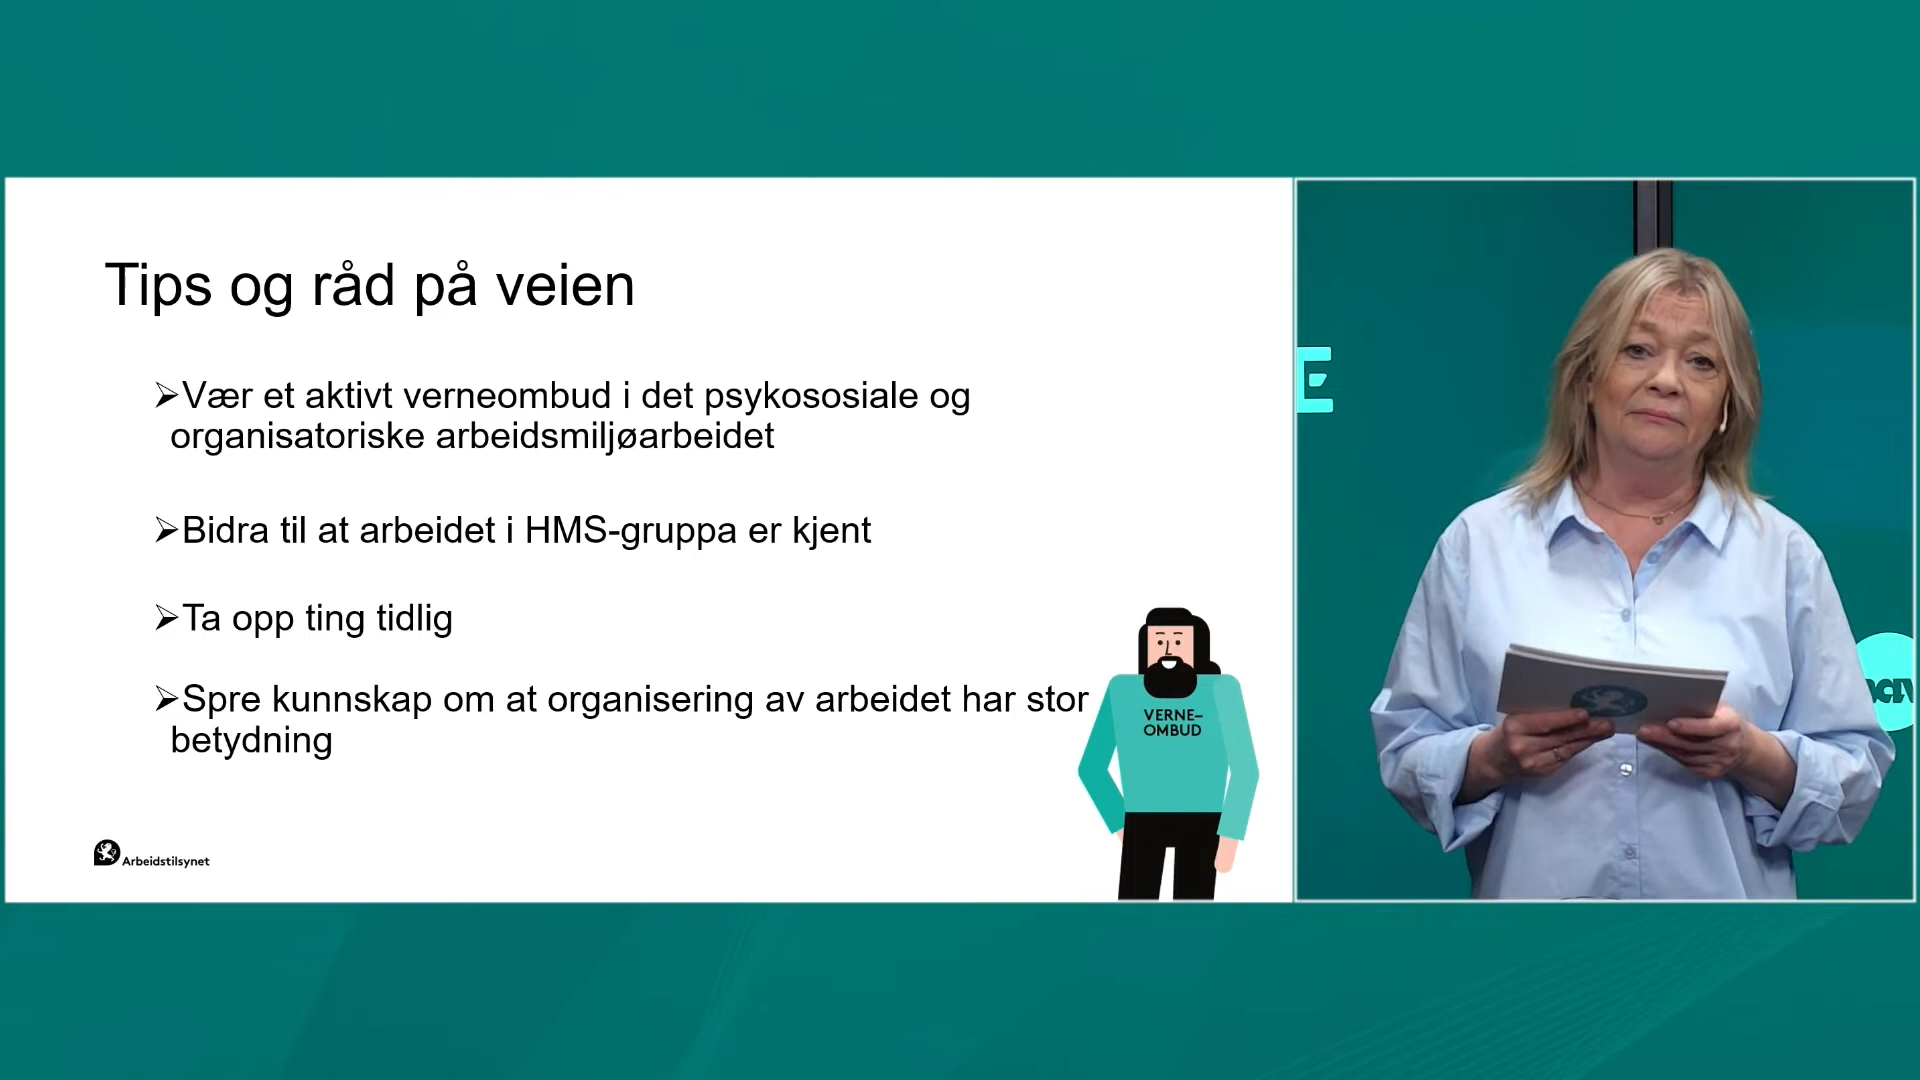 Tips og råd på veien
➢Vær et aktivt verneombud i det psykososiale og
organisatoriske arbeidsmiljøarbeidet
➢Bidra til at arbeidet i HMS-gruppa er kjent
➢Ta opp ting tidlig
➢Spre kunnskap om at organisering av arbeidet har stor
betydning
VERNE–
OMBUD
Arbeidstilsynet
E